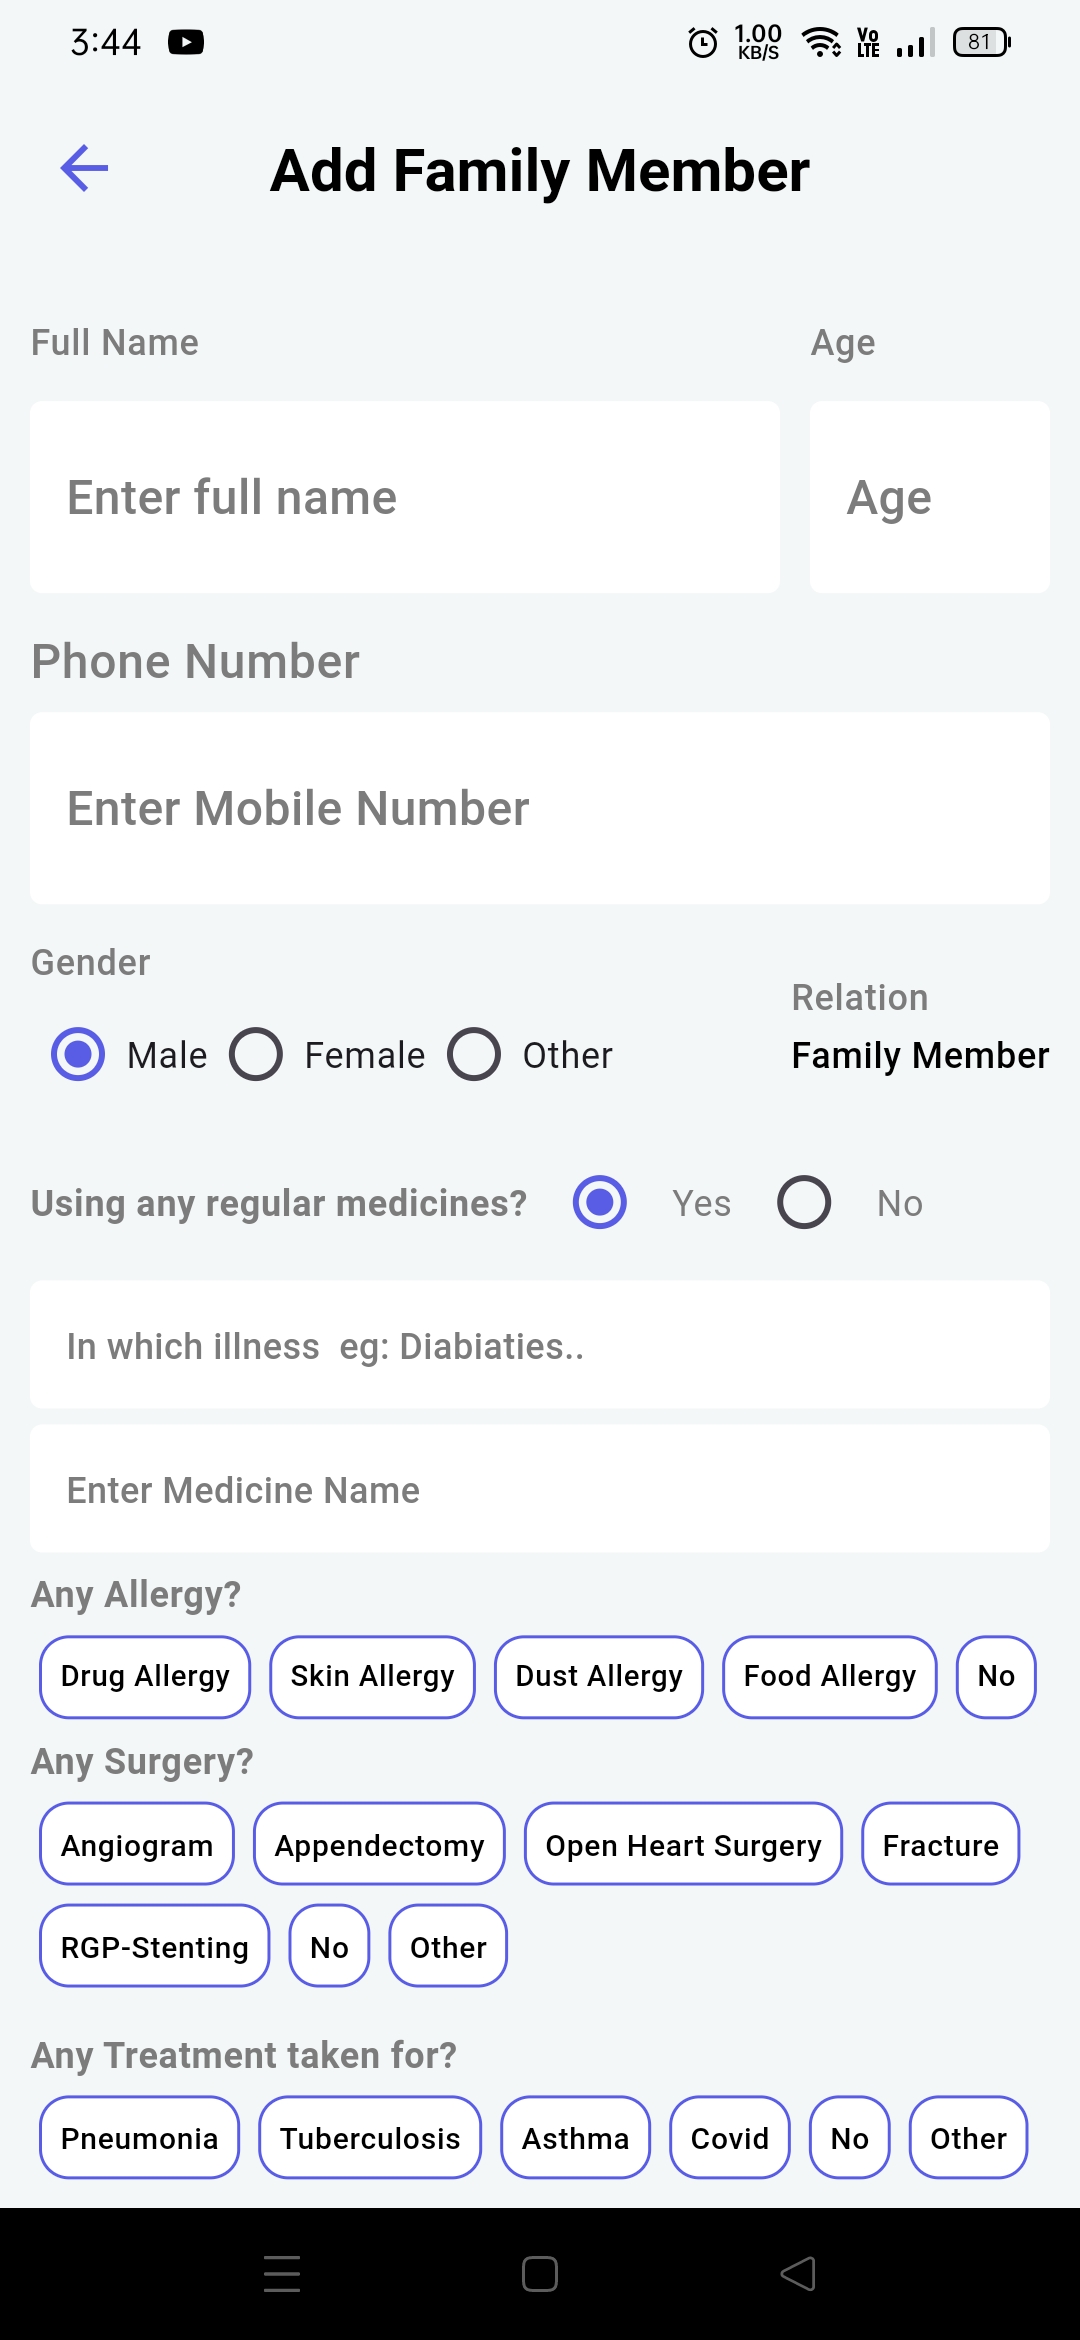 3:44 1.00 KB/S Vo LTE 81
Add Family Member
Full Name Age
Enter full name Age
Phone Number
Enter Mobile Number
Gender
Relation
Male Female Other Family Member
Using any regular medicines? Yes No
In which illness  eg: Diabiaties..
Enter Medicine Name
Any Allergy?
Drug Allergy Skin Allergy Dust Allergy Food Allergy No
Any Surgery?
Angiogram Appendectomy Open Heart Surgery Fracture
RGP-Stenting No Other
Any Treatment taken for?
Pneumonia Tuberculosis Asthma Covid No Other